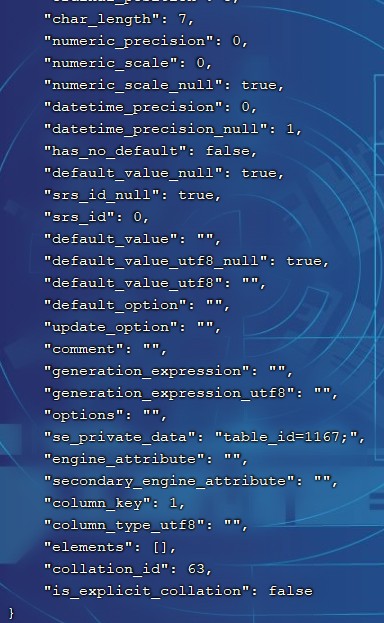 "char_length": 7,
"numeric_precision": 0,
"numeric_scale": 0,
"numeric_scale_null": true,
"datetime_precision": 0,
"datetime_precision_null": 1,
"has_no_default": false,
"default_value_null": true,
"srs_id_null": true,
"srs_id": 0,
"default_value": "",
"default_value_utf8_null": true,
"default_value_utf8": "",
"default_option": "",
"update_option": "",
"comment": "",
"generation_expression": "",
"generation_expression_utf8": "",
"options": "",
"se_private_data": "table_id=1167;",
"engine_attribute": "",
"secondary_engine_attribute": "",
"column_key": 1,
"column_type_utf8": "",
"elements": [],
"collation_id": 63,
"is_explicit_collation": false
}